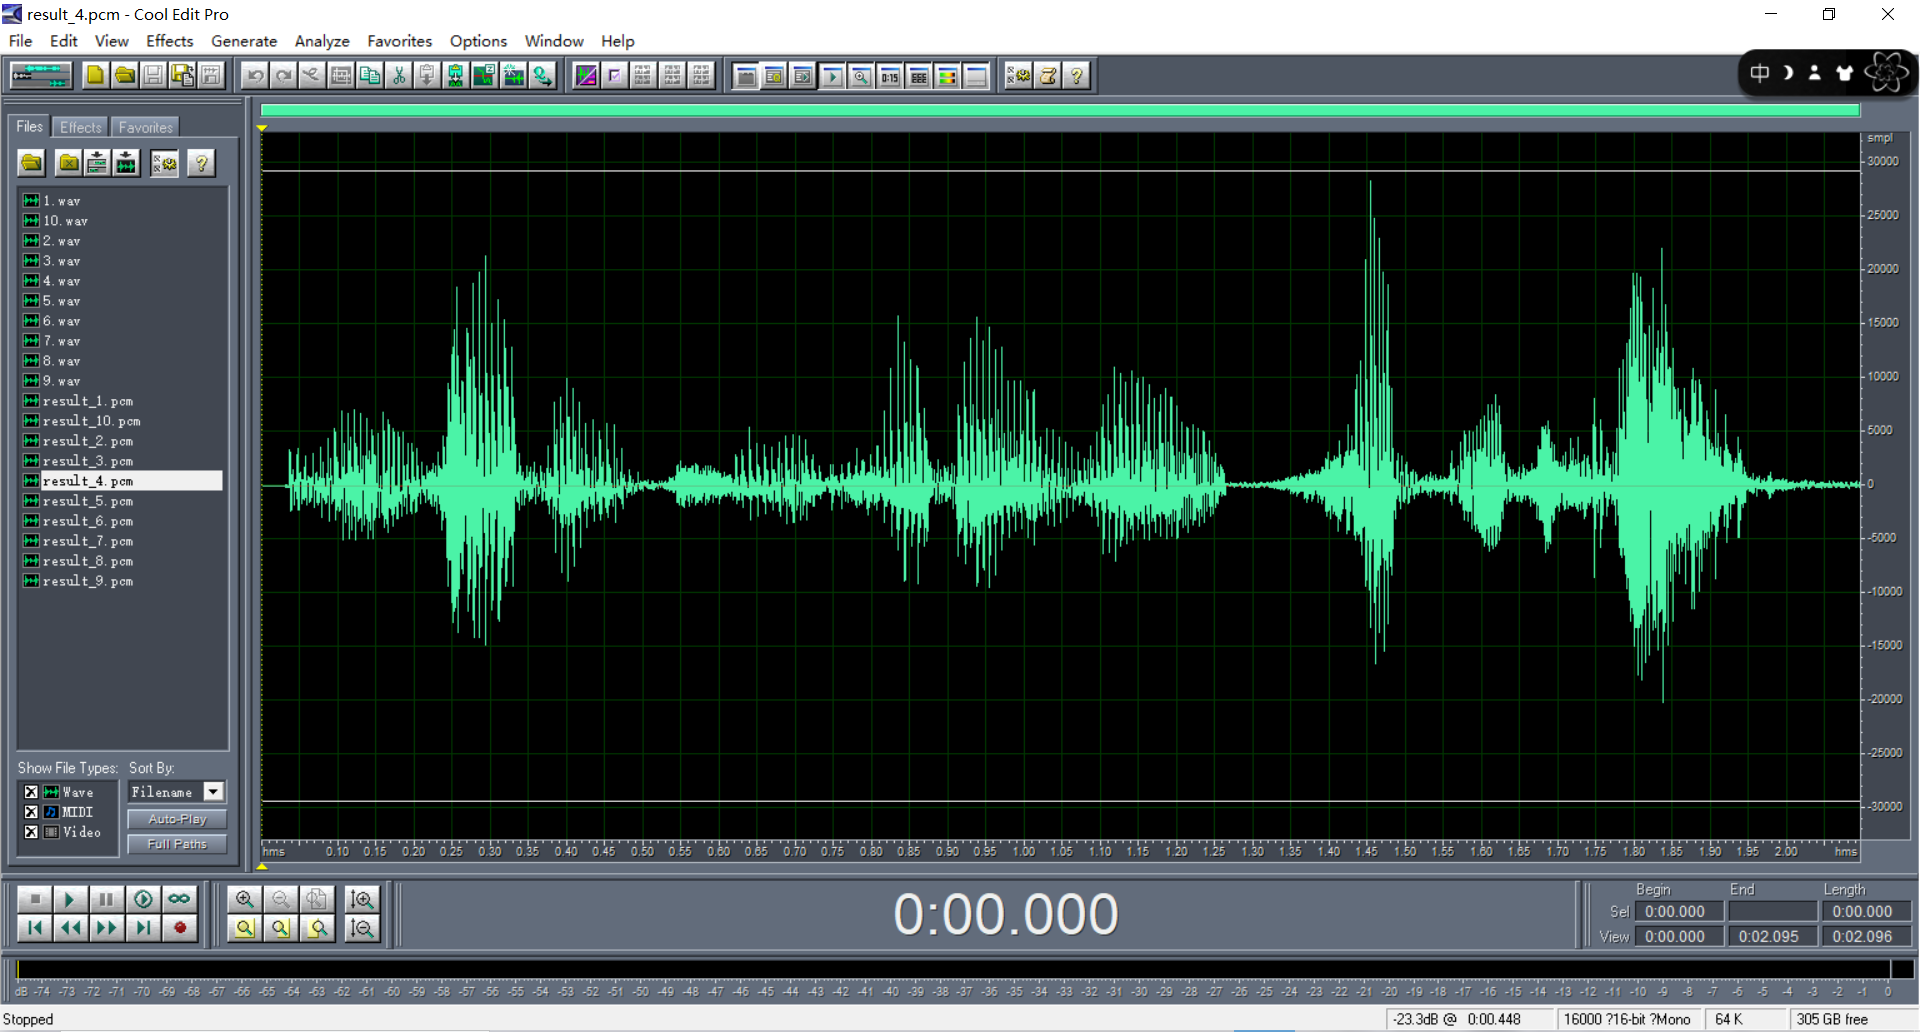 result_4.pcm - Cool Edit Pro
File Edit View Effects Generate Analyze Favorites Options Window Help
中
Files Effects Favorites
1.wav
10.wav
2.wav
3.wav
4.wav
5.wav
6.wav
7.wav
8.wav
9.wav
result_1.pcm
result_10.pcm
result_2.pcm
result_3.pcm
result_4.pcm
result_5.pcm
result_6.pcm
result_7.pcm
result_8.pcm
result_9.pcm
Show File Types: Sort By:
Wave Filename
MIDI Auto-Play
Video Full Paths
smpl
30000
25000
20000
15000
10000
5000
0
-5000
-10000
-15000
-20000
-25000
-30000
hms 0.10 0.15 0.20 0.25 0.30 0.35 0.40 0.45 0.50 0.55 0.60 0.65 0.70 0.75 0.80 0.85 0.90 0.95 1.00 1.05 1.10 1.15 1.20 1.25 1.30 1.35 1.40 1.45 1.50 1.55 1.60 1.65 1.70 1.75 1.80 1.85 1.90 1.95 2.00 hms
0:00.000
Begin End Length
Sel 0:00.000 0:00.000
View 0:00.000 0:02.095 0:02.096
dB -74 -73 -72 -71 -70 -69 -68 -67 -66 -65 -64 -63 -62 -61 -60 -59 -58 -57 -56 -55 -54 -53 -52 -51 -50 -49 -48 -47 -46 -45 -44 -43 -42 -41 -40 -39 -38 -37 -36 -35 -34 -33 -32 -31 -30 -29 -28 -27 -26 -25 -24 -23 -22 -21 -20 -19 -18 -17 -16 -15 -14 -13 -12 -11 -10 -9 -8 -7 -6 -5 -4 -3 -2 -1 0
Stopped -23.3dB @ 0:00.448 16000 ?16-bit ?Mono 64 K 305 GB free